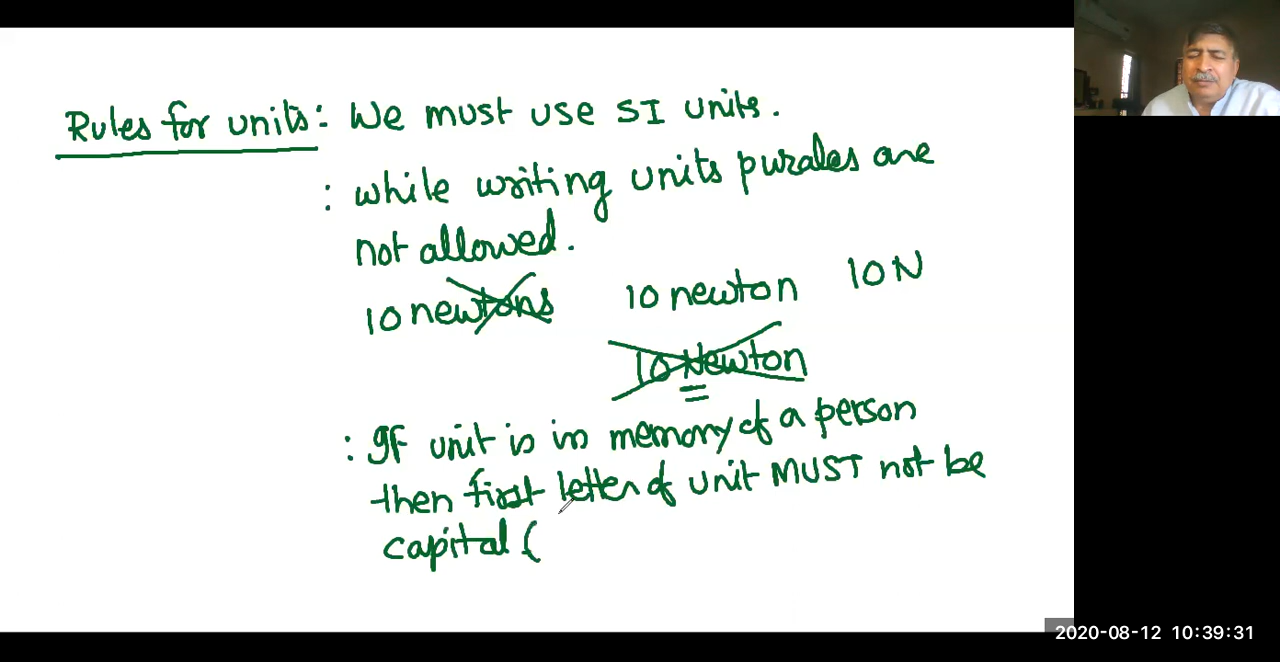 Rules for units: We must use SI units.
: while writing units purales are
not allowed.
10 newtons 10 newton 10 N
10 Newton
: If unit is in memory of a person
then first letter of unit MUST not be
capital (
2020-08-12 10:39:31